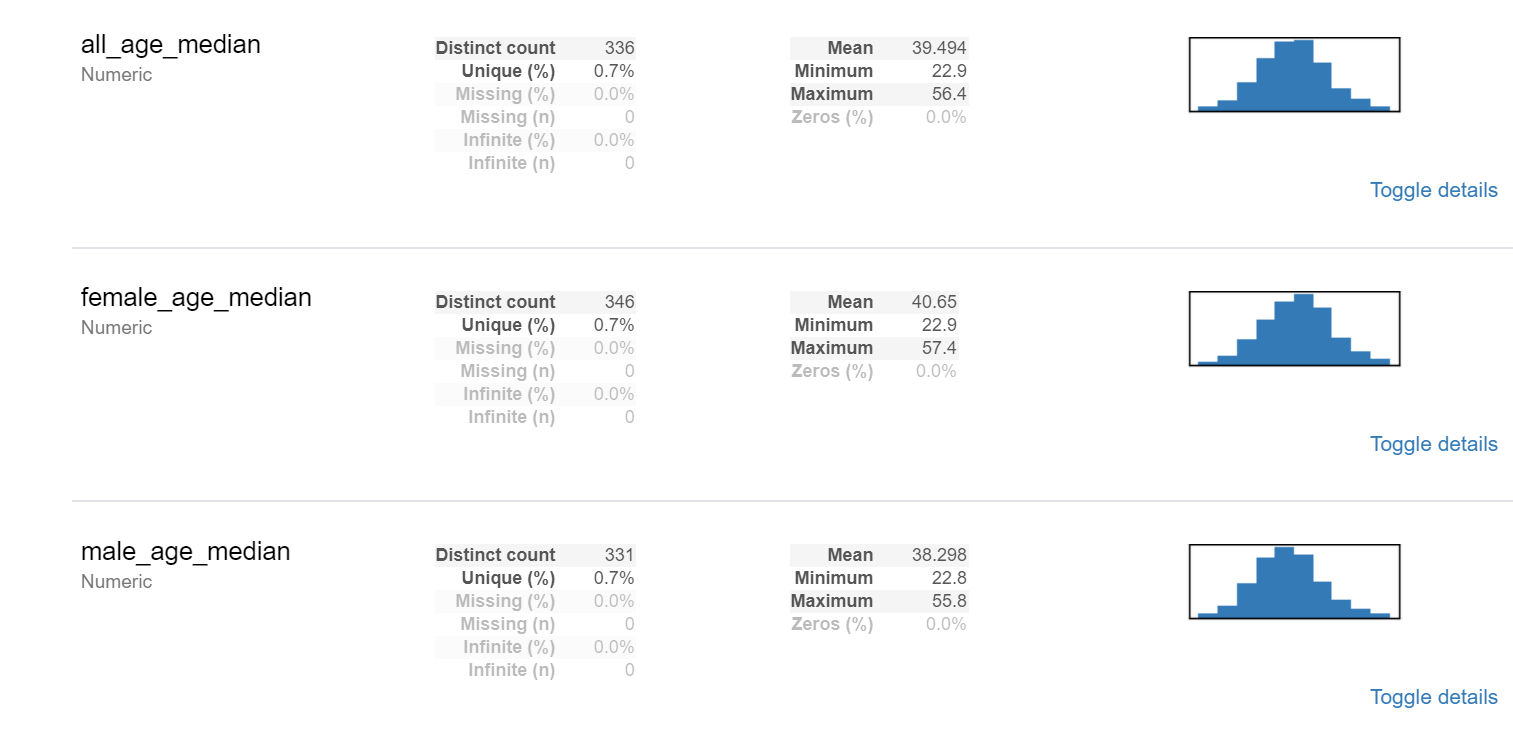 all_age_median
Numeric
Distinct count 336
Unique (%) 0.7%
Missing (%) 0.0%
Missing (n) 0
Infinite (%) 0.0%
Infinite (n) 0
Mean 39.494
Minimum 22.9
Maximum 56.4
Zeros (%) 0.0%
Toggle details
female_age_median
Numeric
Distinct count 346
Unique (%) 0.7%
Missing (%) 0.0%
Missing (n) 0
Infinite (%) 0.0%
Infinite (n) 0
Mean 40.65
Minimum 22.9
Maximum 57.4
Zeros (%) 0.0%
Toggle details
male_age_median
Numeric
Distinct count 331
Unique (%) 0.7%
Missing (%) 0.0%
Missing (n) 0
Infinite (%) 0.0%
Infinite (n) 0
Mean 38.298
Minimum 22.8
Maximum 55.8
Zeros (%) 0.0%
Toggle details